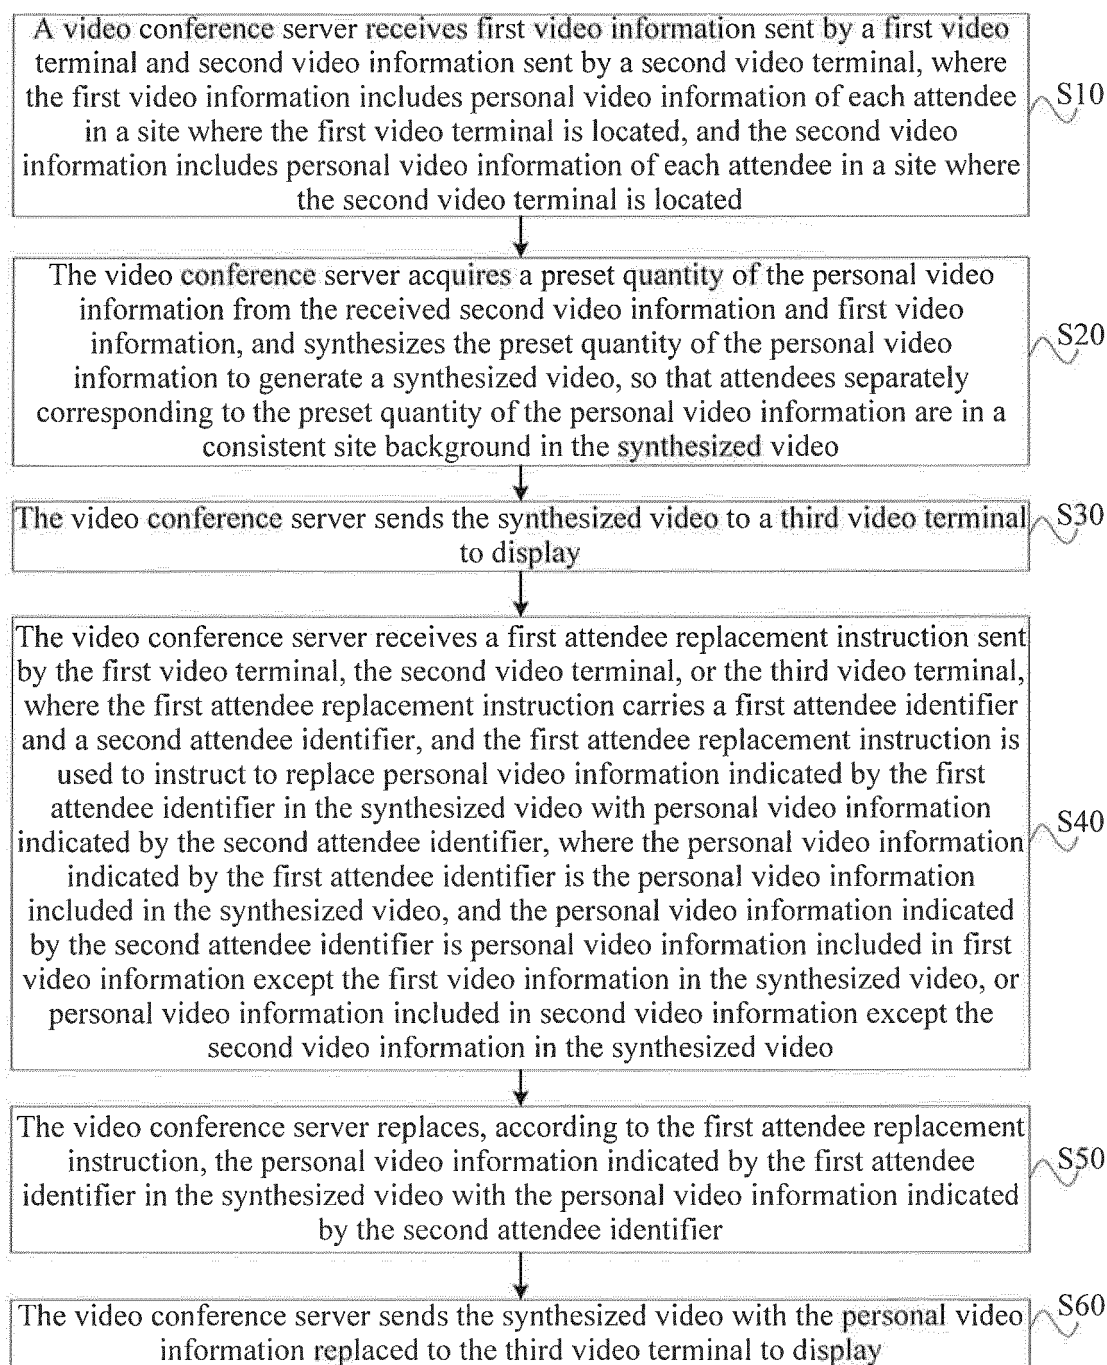 A video conference server receives first video information sent by a first video
terminal and second video information sent by a second video terminal, where
the first video information includes personal video information of each attendee
in a site where the first video terminal is located, and the second video
information includes personal video information of each attendee in a site where
the second video terminal is located
S10
The video conference server acquires a preset quantity of the personal video
information from the received second video information and first video
information, and synthesizes the preset quantity of the personal video
information to generate a synthesized video, so that attendees separately
corresponding to the preset quantity of the personal video information are in a
consistent site background in the synthesized video
S20
The video conference server sends the synthesized video to a third video terminal
to display
S30
The video conference server receives a first attendee replacement instruction sent
by the first video terminal, the second video terminal, or the third video terminal,
where the first attendee replacement instruction carries a first attendee identifier
and a second attendee identifier, and the first attendee replacement instruction is
used to instruct to replace personal video information indicated by the first
attendee identifier in the synthesized video with personal video information
indicated by the second attendee identifier, where the personal video information
indicated by the first attendee identifier is the personal video information
included in the synthesized video, and the personal video information indicated
by the second attendee identifier is personal video information included in first
video information except the first video information in the synthesized video, or
personal video information included in second video information except the
second video information in the synthesized video
S40
The video conference server replaces, according to the first attendee replacement
instruction, the personal video information indicated by the first attendee
identifier in the synthesized video with the personal video information indicated
by the second attendee identifier
S50
The video conference server sends the synthesized video with the personal video
information replaced to the third video terminal to display
S60